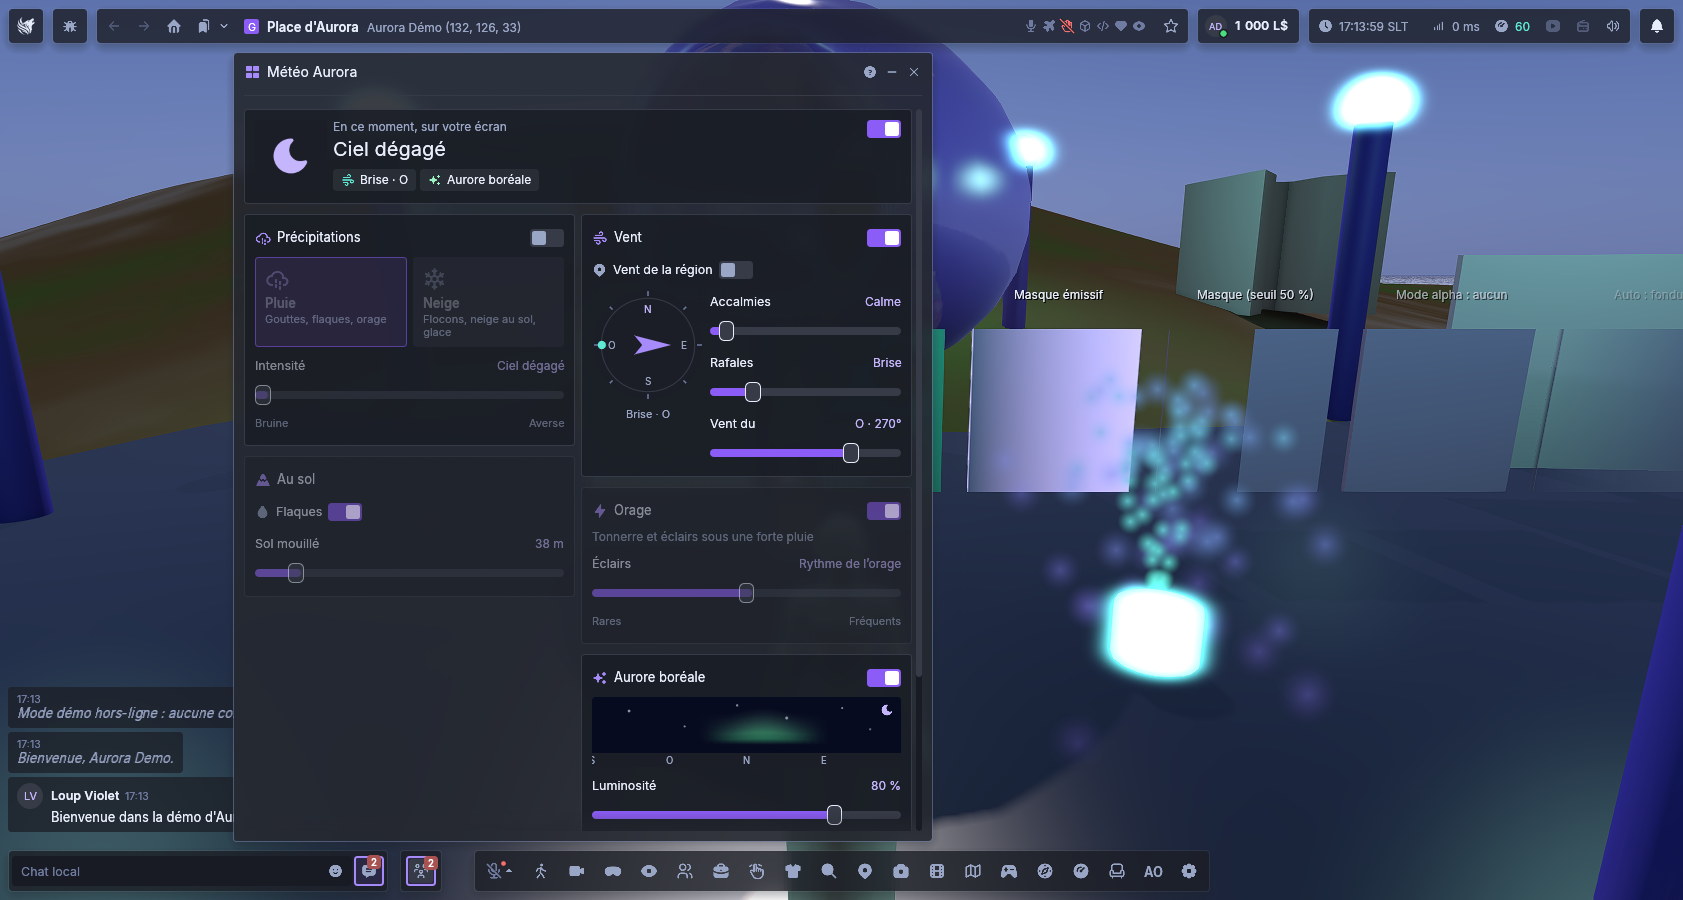 G Place d'Aurora Aurora Démo (132, 126, 33)
AD 1 000 L$
17:13:59 SLT 0 ms 60
Météo Aurora
En ce moment, sur votre écran
Ciel dégagé
Brise · O Aurore boréale
Précipitations
Pluie
Gouttes, flaques, orage
Neige
Flocons, neige au sol,
glace
Intensité Ciel dégagé
Bruine Averse
Au sol
Flaques
Sol mouillé 38 m
Vent
Vent de la région
N
O E
S
Brise · O
Accalmies Calme
Rafales Brise
Vent du O · 270°
Orage
Tonnerre et éclairs sous une forte pluie
Éclairs Rythme de l'orage
Rares Fréquents
Aurore boréale
S O N E
Luminosité 80 %
Masque émissif
Masque (seuil 50 %)
Mode alpha : aucun
Auto : fondu
17:13
Mode démo hors-ligne : aucune co
17:13
Bienvenue, Aurora Demo.
LV Loup Violet 17:13
Bienvenue dans la démo d'Au
Chat local
2
2
AO